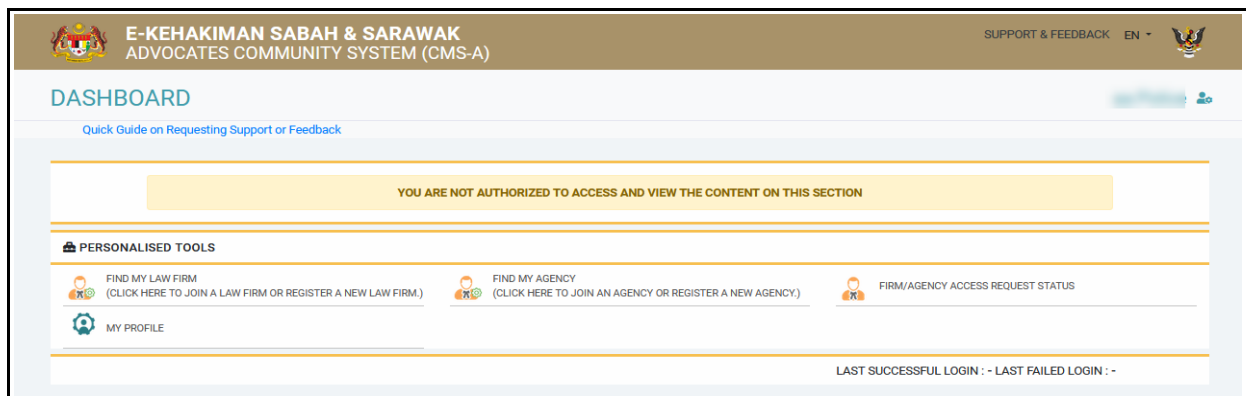 E-KEHAKIMAN SABAH & SARAWAK
ADVOCATES COMMUNITY SYSTEM (CMS-A)
SUPPORT & FEEDBACK EN
DASHBOARD
Quick Guide on Requesting Support or Feedback
YOU ARE NOT AUTHORIZED TO ACCESS AND VIEW THE CONTENT ON THIS SECTION
PERSONALISED TOOLS
FIND MY LAW FIRM
(CLICK HERE TO JOIN A LAW FIRM OR REGISTER A NEW LAW FIRM.)
FIND MY AGENCY
(CLICK HERE TO JOIN AN AGENCY OR REGISTER A NEW AGENCY.)
FIRM/AGENCY ACCESS REQUEST STATUS
MY PROFILE
LAST SUCCESSFUL LOGIN : - LAST FAILED LOGIN : -